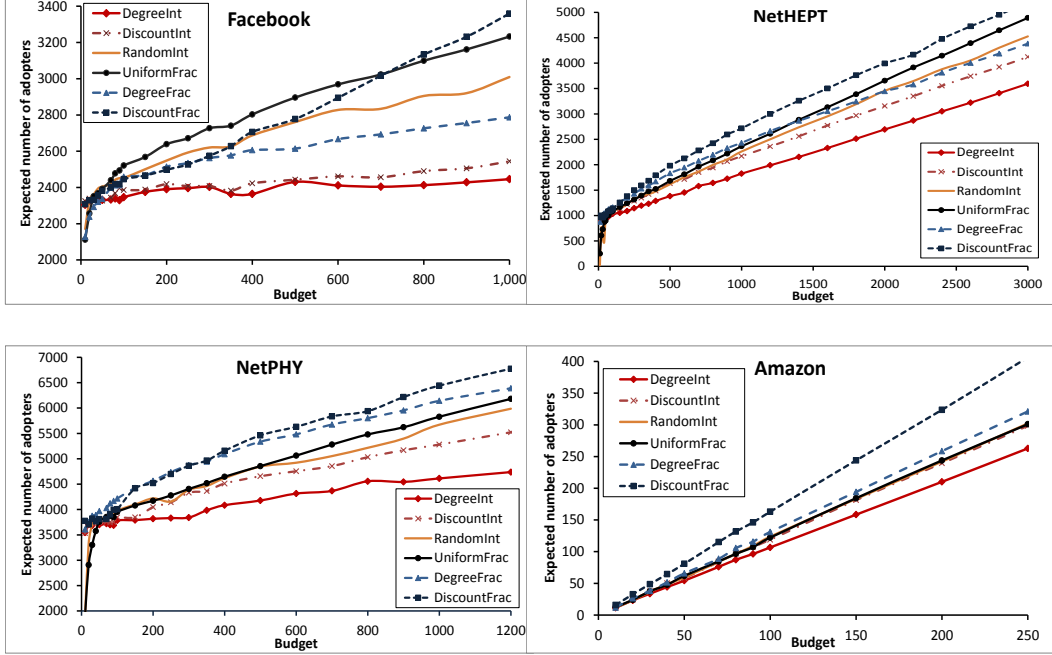 Facebook
Expected number of adopters
3400
3200
3000
2800
2600
2400
2200
2000
DegreeInt
DiscountInt
RandomInt
UniformFrac
DegreeFrac
DiscountFrac
0 200 400 600 800 1,000
Budget
NetHEPT
Expected number of adopters
5000
4500
4000
3500
3000
2500
2000
1500
1000
500
0
DegreeInt
DiscountInt
RandomInt
UniformFrac
DegreeFrac
DiscountFrac
0 500 1000 1500 2000 2500 3000
Budget
NetPHY
Expected number of adopters
7000
6500
6000
5500
5000
4500
4000
3500
3000
2500
2000
DegreeInt
DiscountInt
RandomInt
UniformFrac
DegreeFrac
DiscountFrac
0 200 400 600 800 1000 1200
Budget
Amazon
Expected number of adopters
400
350
300
250
200
150
100
50
0
DegreeInt
DiscountInt
RandomInt
UniformFrac
DegreeFrac
DiscountFrac
0 50 100 150 200 250
Budget